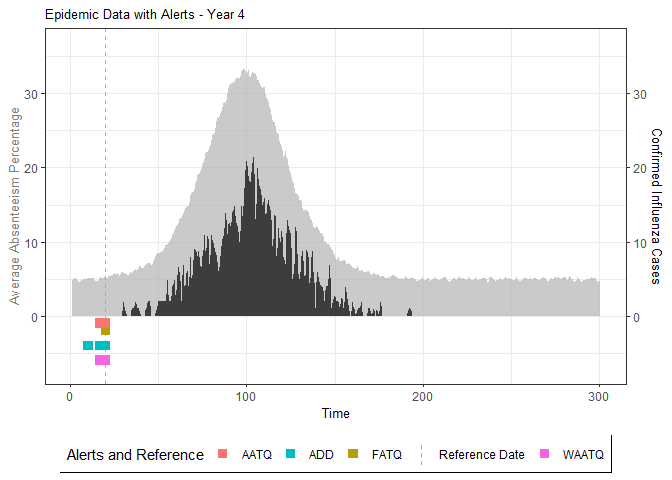 Epidemic Data with Alerts - Year 4
Average Absenteeism Percentage
30
20
10
0
30
20
10
0
Confirmed Influenza Cases
0 100 200 300
Time
Alerts and Reference AATQ ADD FATQ Reference Date WAATQ